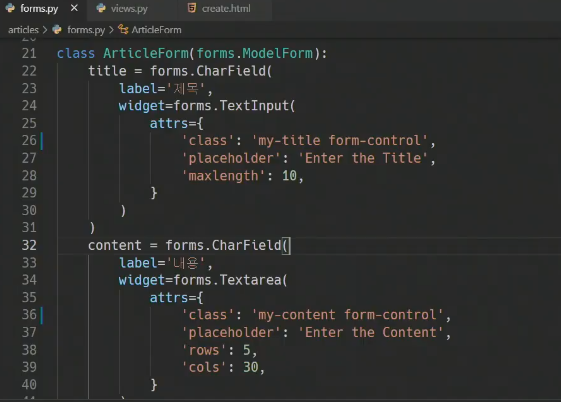 forms.py views.py create.html
articles > forms.py > ArticleForm
21 class ArticleForm(forms.ModelForm):
22 title = forms.CharField(
23 label='제목',
24 widget=forms.TextInput(
25 attrs={
26 'class': 'my-title form-control',
27 'placeholder': 'Enter the Title',
28 'maxlength': 10,
29 }
30 )
31 )
32 content = forms.CharField(
33 label='내용',
34 widget=forms.Textarea(
35 attrs={
36 'class': 'my-content form-control',
37 'placeholder': 'Enter the Content',
38 'rows': 5,
39 'cols': 30,
40 }